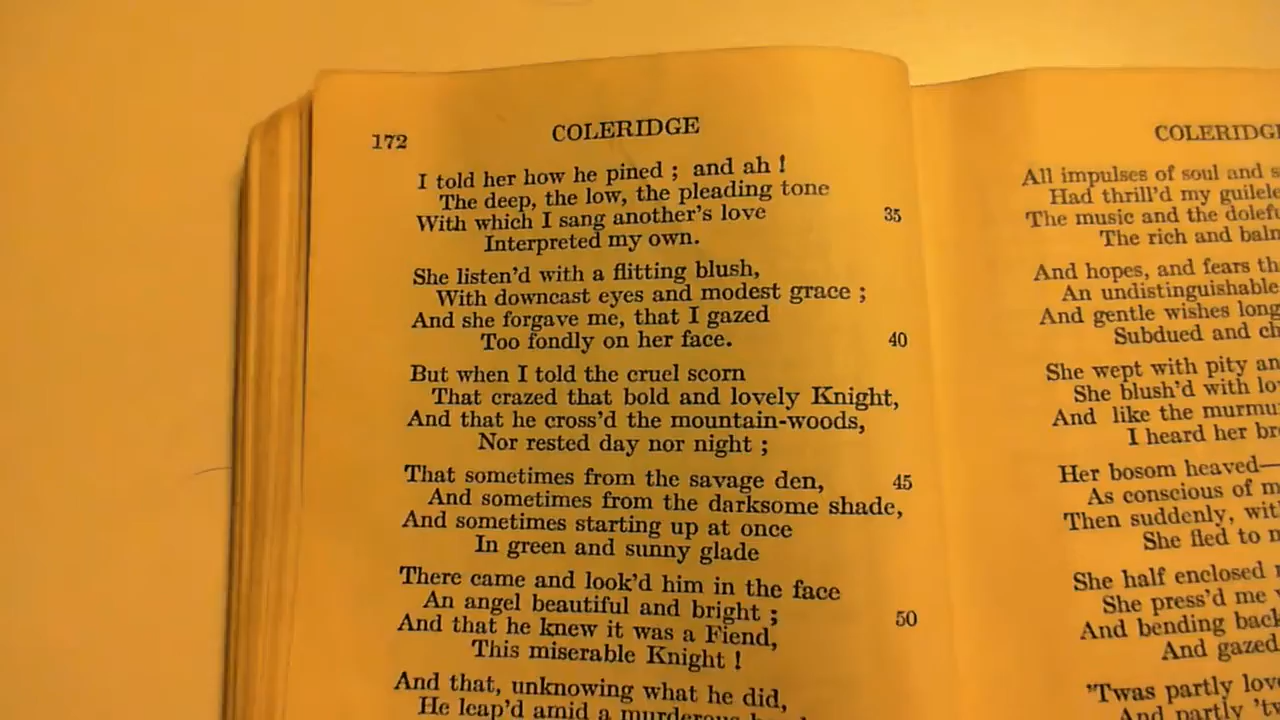 172
COLERIDGE
I told her how he pined ; and ah !
The deep, the low, the pleading tone
With which I sang another's love
35
Interpreted my own.
She listen'd with a flitting blush,
With downcast eyes and modest grace ;
And she forgave me, that I gazed
Too fondly on her face.
40
But when I told the cruel scorn
That crazed that bold and lovely Knight,
And that he cross'd the mountain-woods,
Nor rested day nor night ;
That sometimes from the savage den,
45
And sometimes from the darksome shade,
And sometimes starting up at once
In green and sunny glade
There came and look'd him in the face
An angel beautiful and bright ;
50
And that he knew it was a Fiend,
This miserable Knight !
And that, unknowing what he did,
He leap'd amid a murderous
COLERIDGE
All impulses of soul and
Had thrill'd my
The music and the
The rich and
And hopes, and fears
An undistinguishable
And gentle wishes long
Subdued and
She wept with pity
She blush'd with
And like the
I heard her
Her bosom heaved—
As conscious of
Then suddenly,
She fled to
She half enclosed
She press'd me
And bending back
And gazed
'Twas partly
And partly